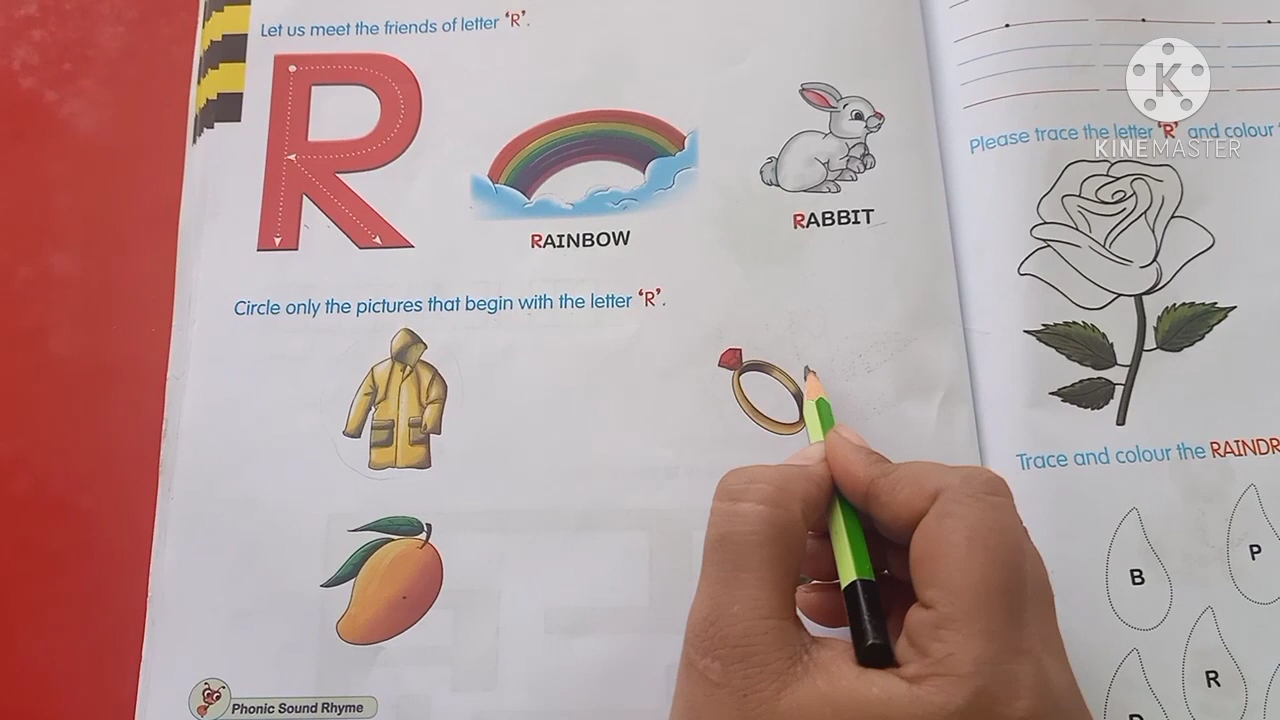 Let us meet the friends of letter 'R'.
R
RAINBOW
RABBIT
Circle only the pictures that begin with the letter 'R'.
Phonic Sound Rhyme
K
KINEMASTER
Please trace the letter 'R' and colour
Trace and colour the RAINDR
B
P
R